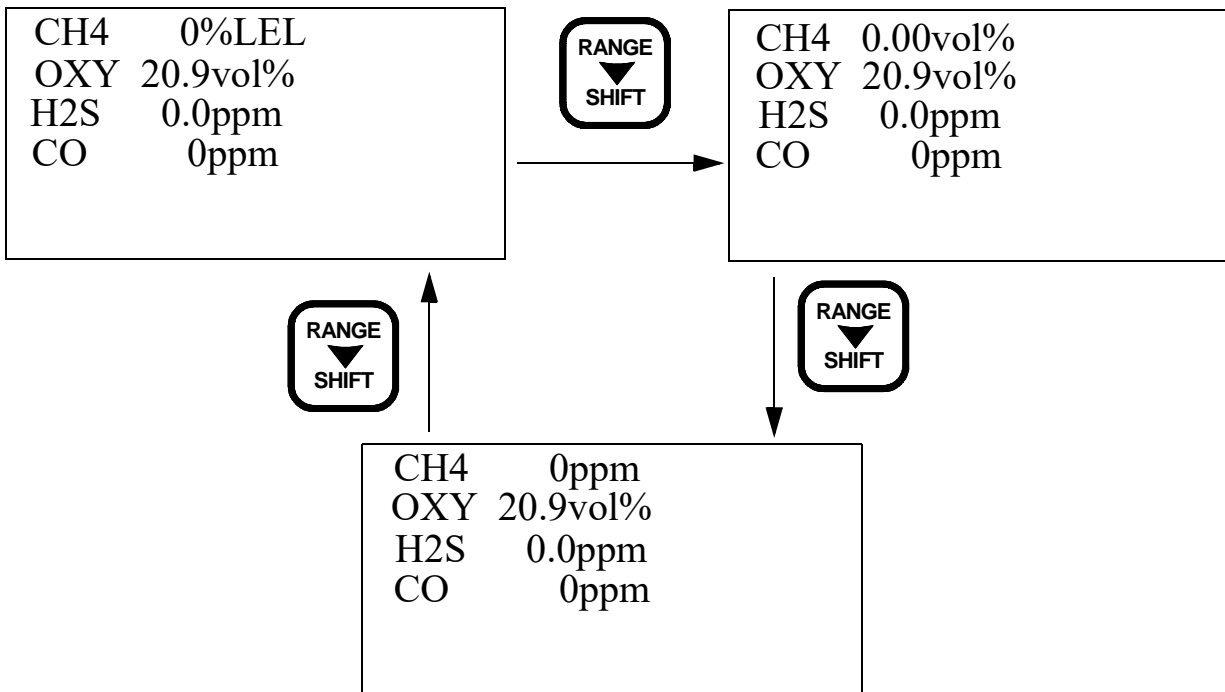 CH4 0%LEL
OXY 20.9vol%
H2S 0.0ppm
CO 0ppm
RANGE
SHIFT
CH4 0.00vol%
OXY 20.9vol%
H2S 0.0ppm
CO 0ppm
RANGE
SHIFT
RANGE
SHIFT
CH4 0ppm
OXY 20.9vol%
H2S 0.0ppm
CO 0ppm